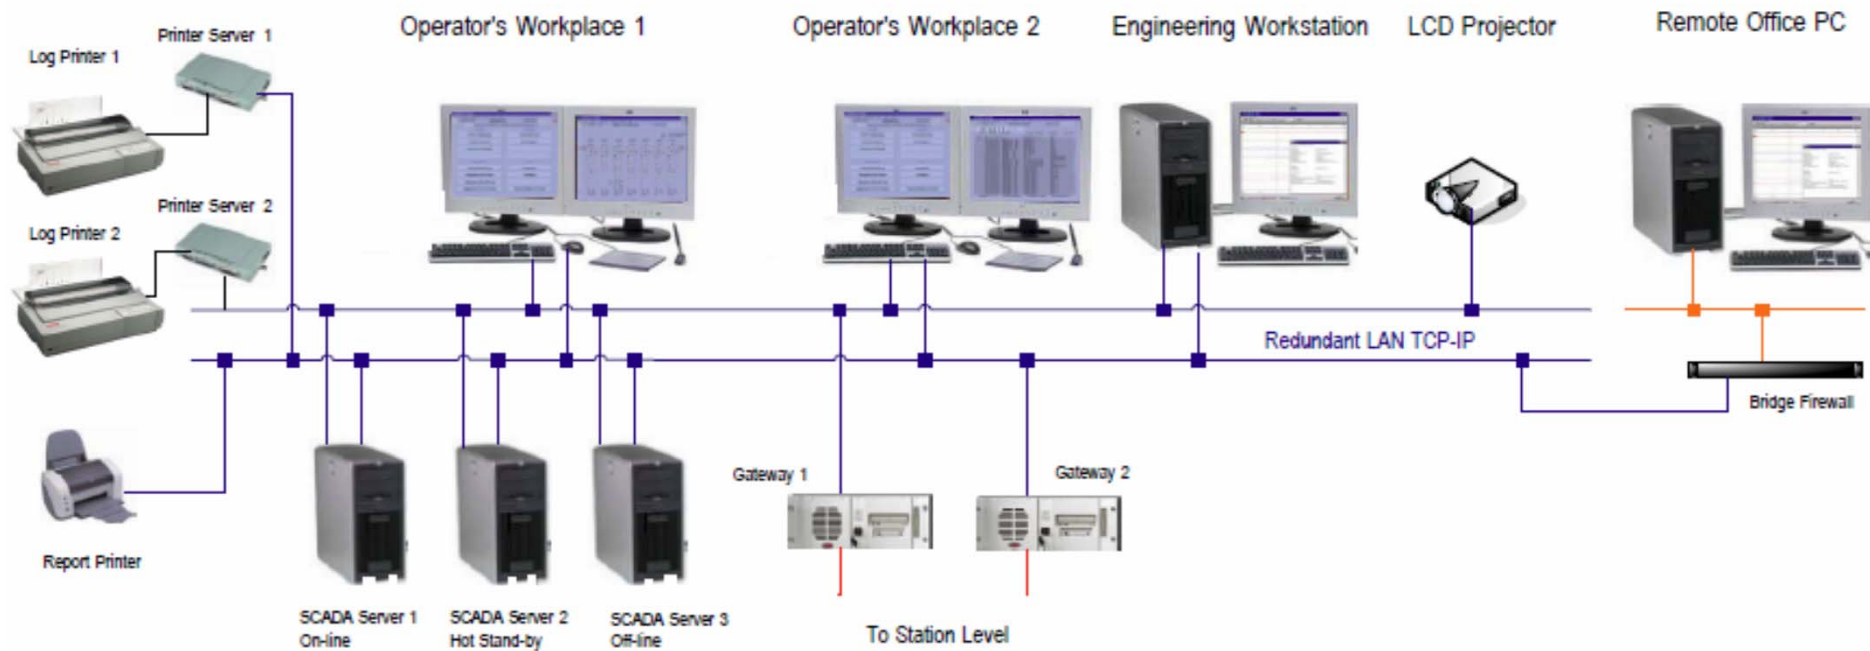 Operator's Workplace 1
Operator's Workplace 2
Engineering Workstation
LCD Projector
Remote Office PC
Printer Server 1
Log Printer 1
Printer Server 2
Log Printer 2
Redundant LAN TCP-IP
Bridge Firewall
Gateway 1
Gateway 2
Report Printer
SCADA Server 1
On-line
SCADA Server 2
Hot Stand-by
SCADA Server 3
Off-line
To Station Level